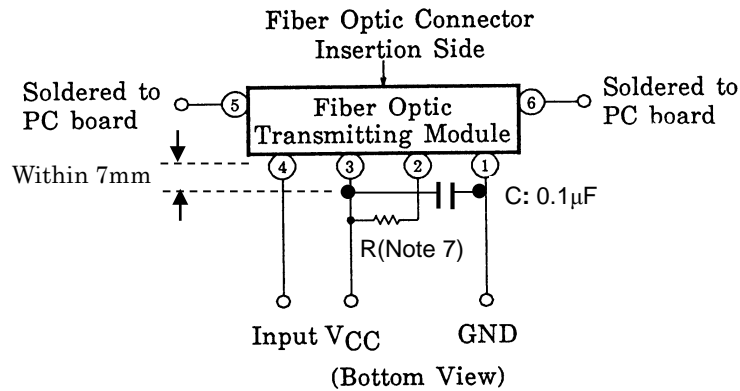 Fiber Optic Connector
Insertion Side
Soldered to
PC board
5
Fiber Optic
Transmitting Module
6
Soldered to
PC board
Within 7mm
4
3
2
1
C: 0.1μF
R(Note 7)
Input VCC
GND
(Bottom View)